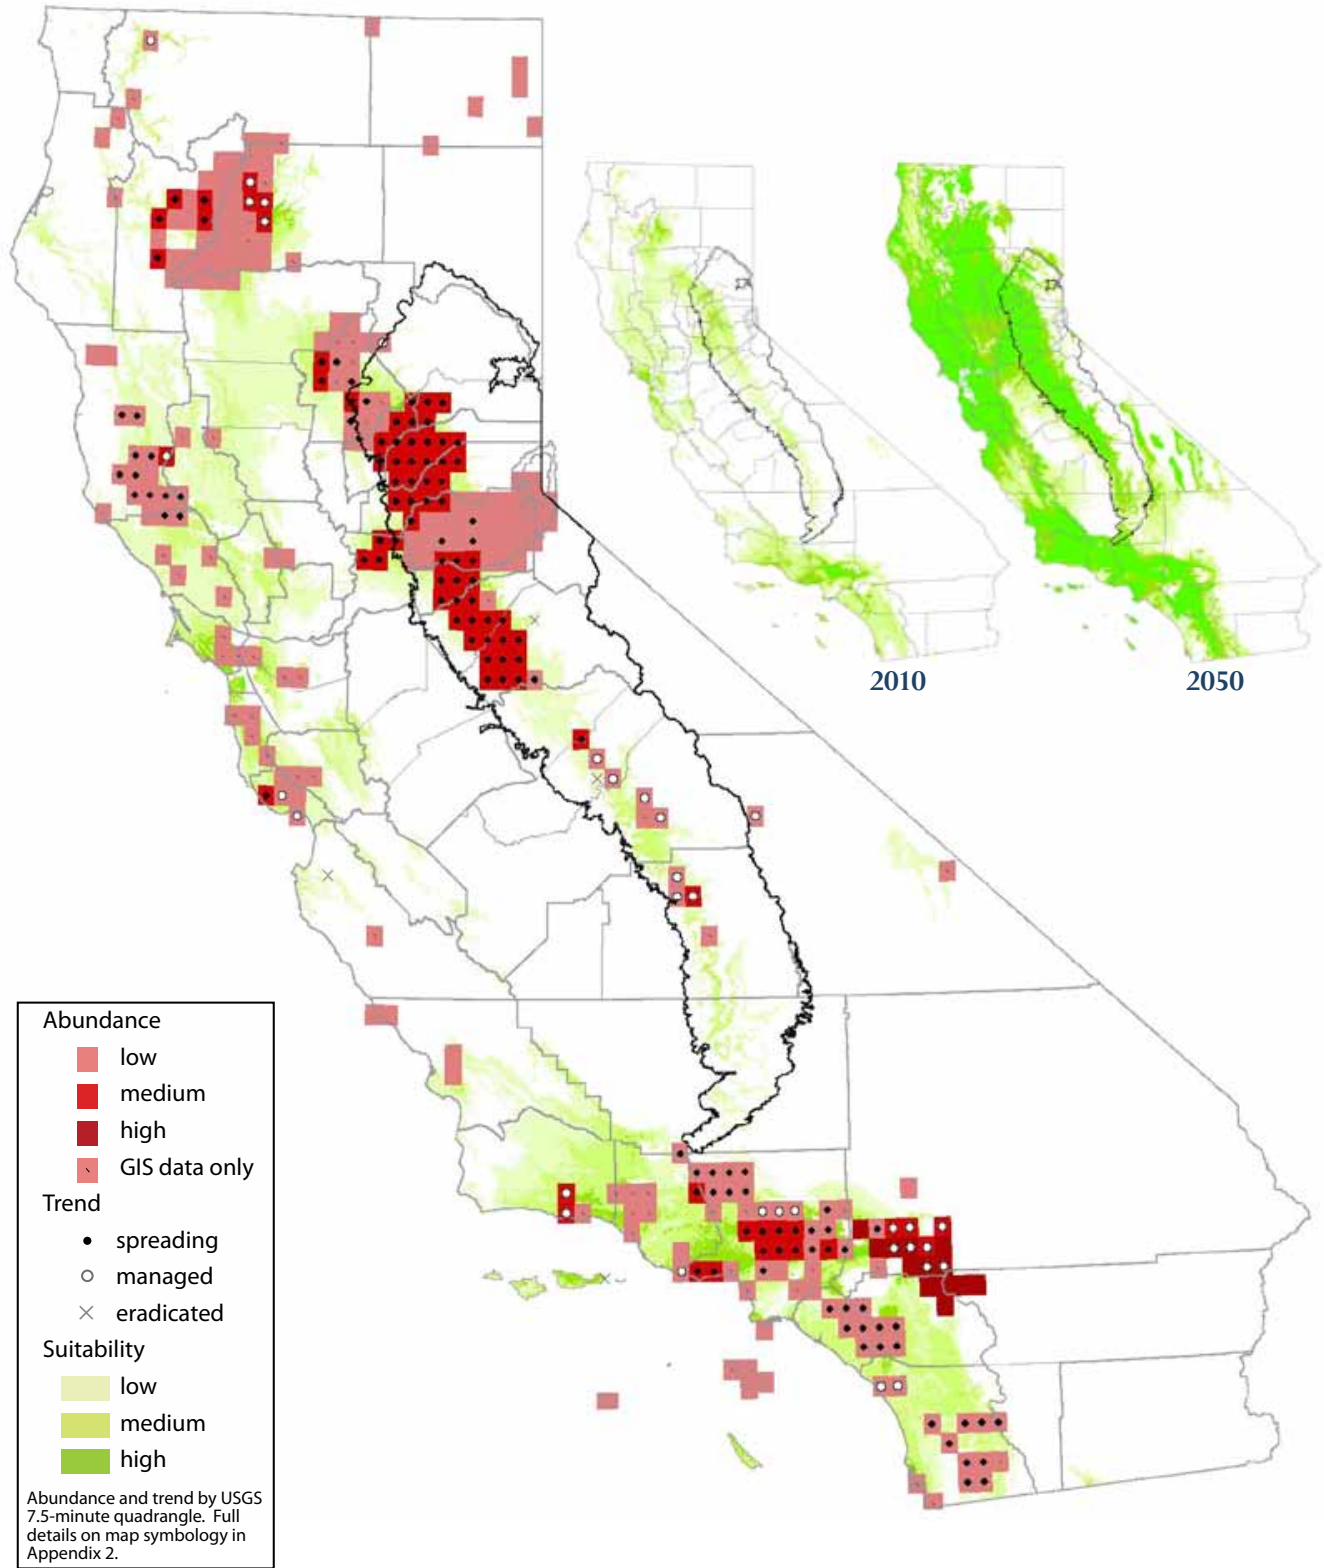 2010
2050
Abundance
low
medium
high
GIS data only
Trend
spreading
managed
eradicated
Suitability
low
medium
high
Abundance and trend by USGS
7.5-minute quadrangle. Full
details on map symbology in
Appendix 2.